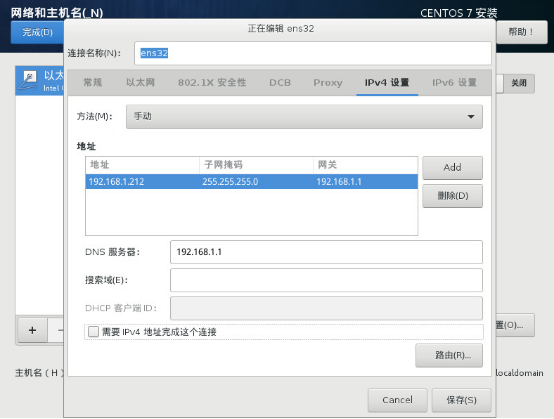 网络和主机名(_N)
CENTOS 7 安装
完成(D)
正在编辑 ens32
帮助！
连接名称(N)： ens32
以太
Intel
常规 以太网 802.1X 安全性 DCB Proxy IPv4 设置 IPv6 设置
关闭
方法(M)： 手动
地址
地址 子网掩码 网关
192.168.1.212 255.255.255.0 192.168.1.1
Add
删除(D)
DNS 服务器： 192.168.1.1
搜索域(E)：
DHCP 客户端 ID：
需要 IPv4 地址完成这个连接
置(O)...
路由(R)...
主机名（H
localdomain
Cancel
保存(S)